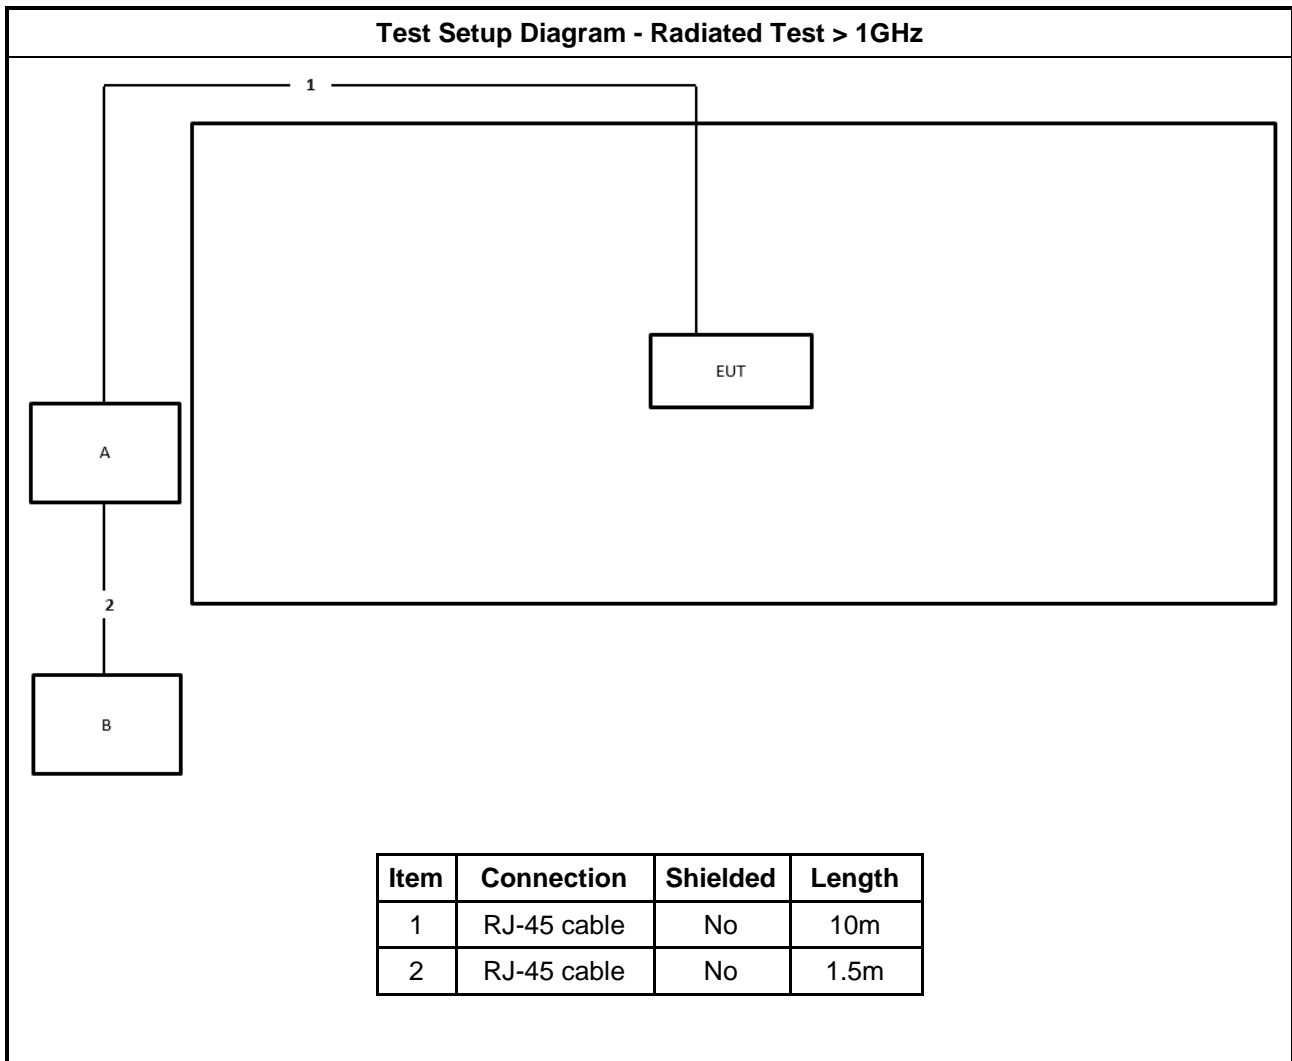 Test Setup Diagram - Radiated Test > 1GHz
1
EUT
A
2
B
Item Connection Shielded Length
1 RJ-45 cable No 10m
2 RJ-45 cable No 1.5m